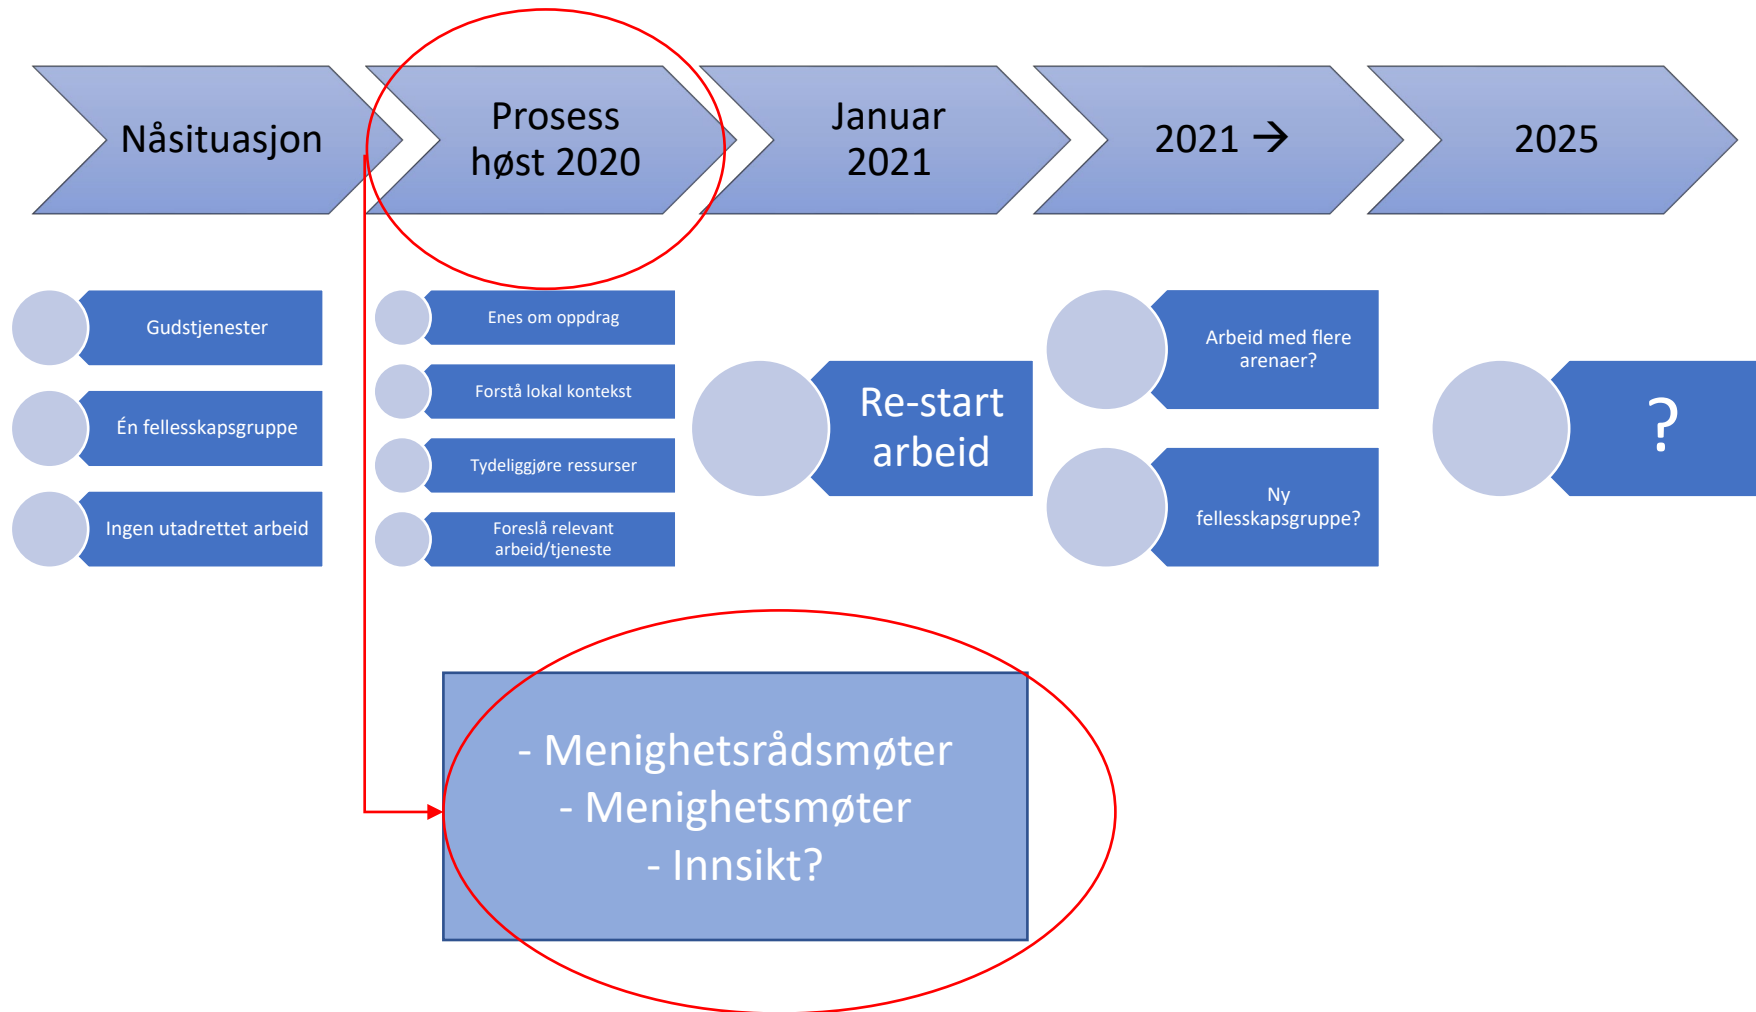 Nåsituasjon
Prosess
høst 2020
Januar
2021
2021 →
2025
Gudstjenester
Én fellesskapsgruppe
Ingen utadrettet arbeid
Enes om oppdrag
Forstå lokal kontekst
Tydeliggjøre ressurser
Foreslå relevant
arbeid/tjeneste
Re-start
arbeid
Arbeid med flere
arenaer?
Ny
fellesskapsgruppe?
?
- Menighetsrådsmøter
- Menighetsmøter
- Innsikt?